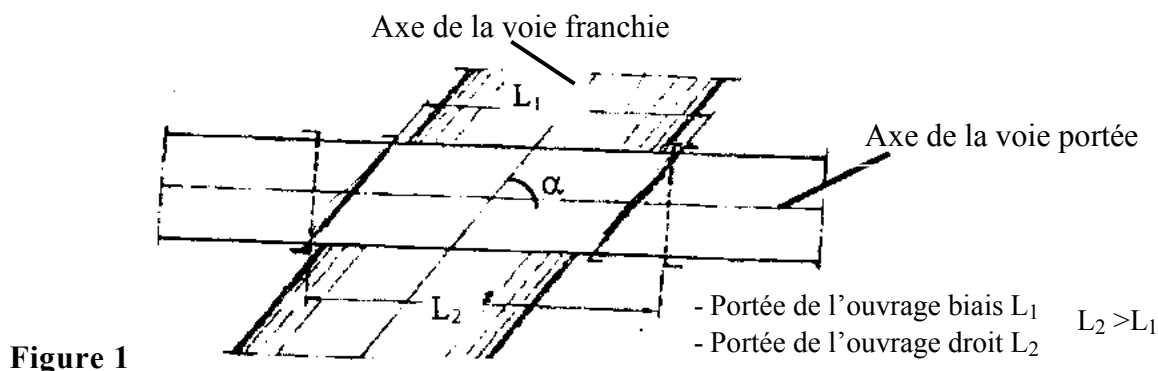 Axe de la voie franchie
L₁
Axe de la voie portée
α
L₂
- Portée de l’ouvrage biais L₁
L₂ >L₁
- Portée de l’ouvrage droit L₂
Figure 1